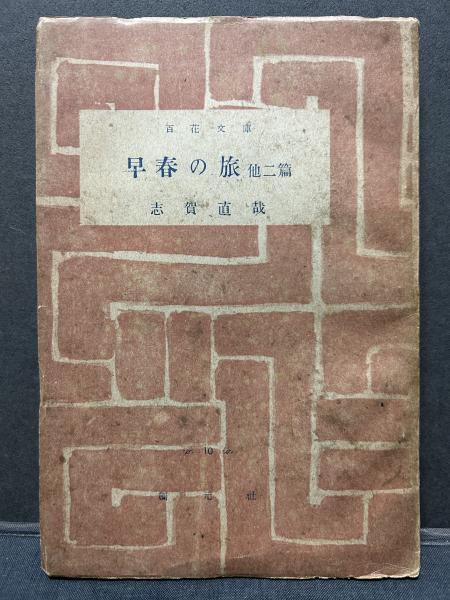 百花文庫
早春の旅 他二篇
志賀直哉
10
創元社